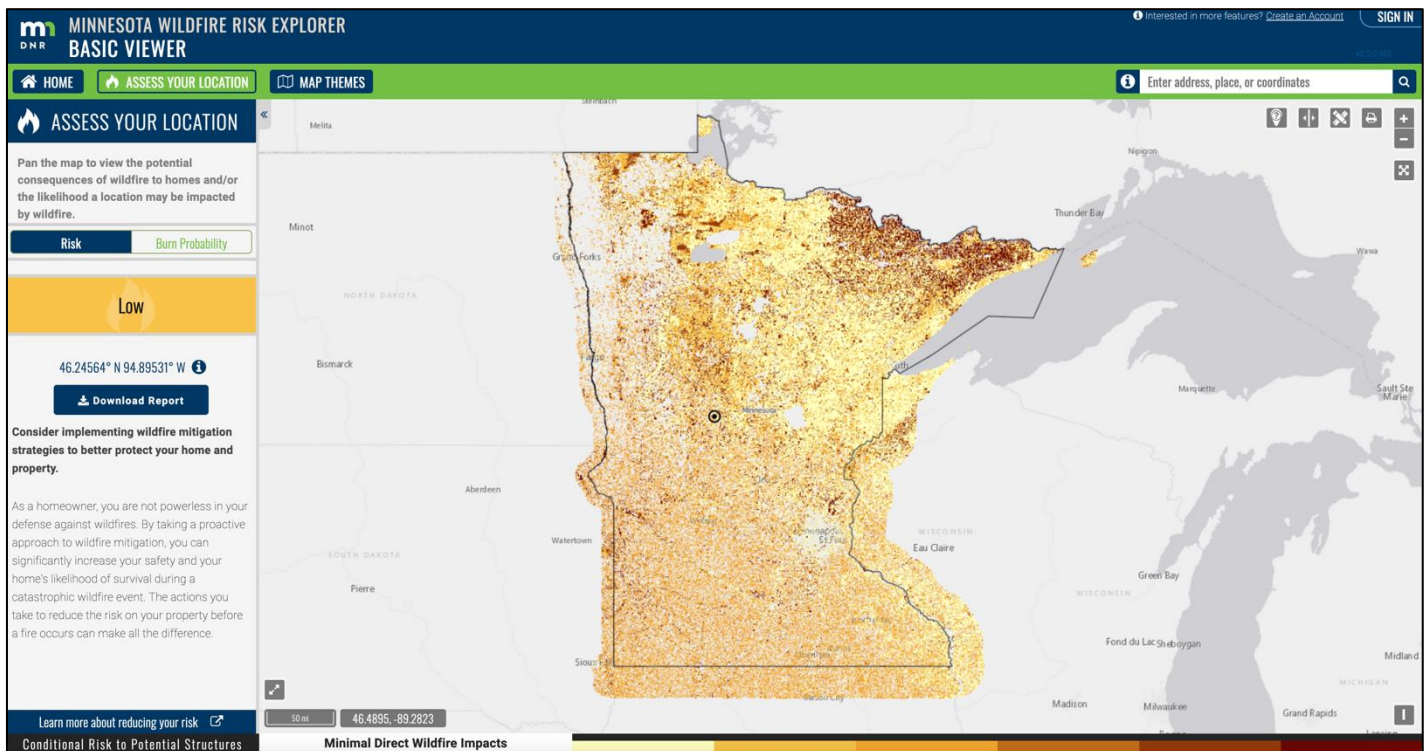 MINNESOTA WILDFIRE RISK EXPLORER
DNR
BASIC VIEWER
Interested in more features? Create an Account
SIGN IN
HOME
ASSESS YOUR LOCATION
MAP THEMES
Enter address, place, or coordinates
ASSESS YOUR LOCATION
«
Pan the map to view the potential
consequences of wildfire to homes and/or
the likelihood a location may be impacted
by wildfire.
Risk
Burn Probability
Low
46.24564° N 94.89531° W
Download Report
Consider implementing wildfire mitigation
strategies to better protect your home and
property.
As a homeowner, you are not powerless in your
defense against wildfires. By taking a proactive
approach to wildfire mitigation, you can
significantly increase your safety and your
home's likelihood of survival during a
catastrophic wildfire event. The actions you
take to reduce the risk on your property before
a fire occurs can make all the difference.
Learn more about reducing your risk
Conditional Risk to Potential Structures
Minimal Direct Wildfire Impacts
50 mi
46.4895, -89.2823
Steinbach
Melita
Nipigon
Thunder Bay
Minot
Wawa
Grand Forks
NORTH DAKOTA
Bismarck
Marquette
Sault Ste
Marie
Minnesota
Aberdeen
WISCONSIN
Watertown
St Paul
Eau Claire
SOUTH DAKOTA
Pierre
Green Bay
WISCONSIN
Fond du Lac
Sheboygan
Midland
MICHIGAN
Madison
Milwaukee
Grand Rapids